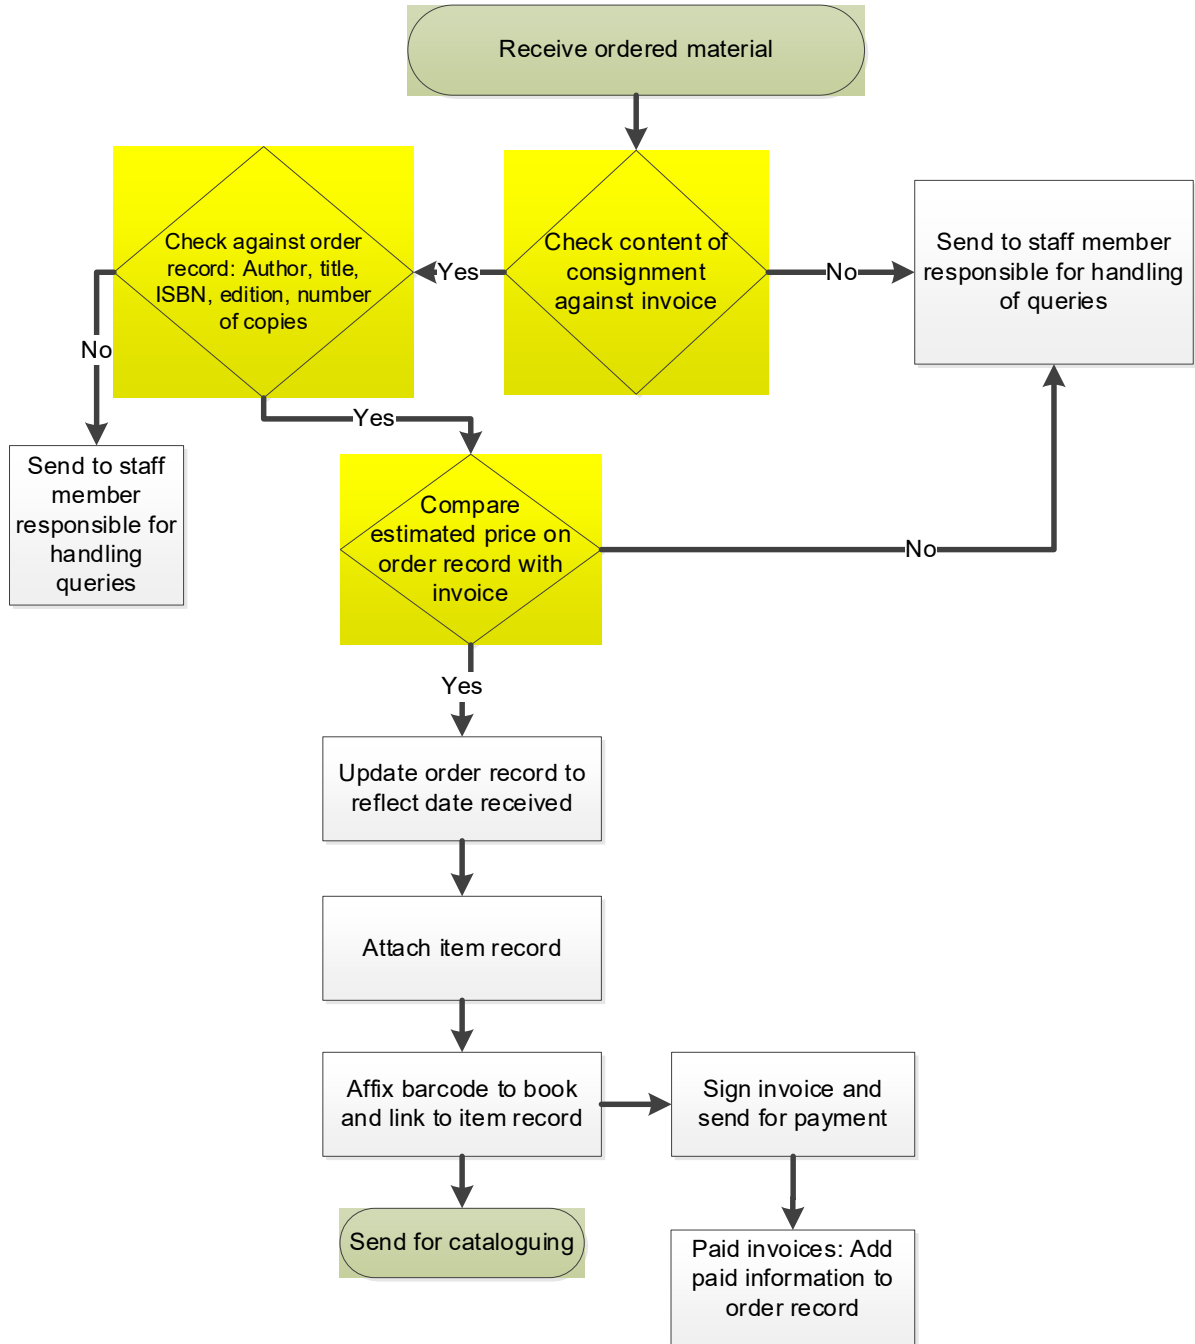 Receive ordered material
Check against order
record: Author, title,
ISBN, edition, number
of copies
Yes
Check content of
consignment
against invoice
No
Send to staff member
responsible for handling
of queries
No
Yes
Send to staff
member
responsible for
handling
queries
Compare
estimated price on
order record with
invoice
No
Yes
Update order record to
reflect date received
Attach item record
Affix barcode to book
and link to item record
Sign invoice and
send for payment
Send for cataloguing
Paid invoices: Add
paid information to
order record